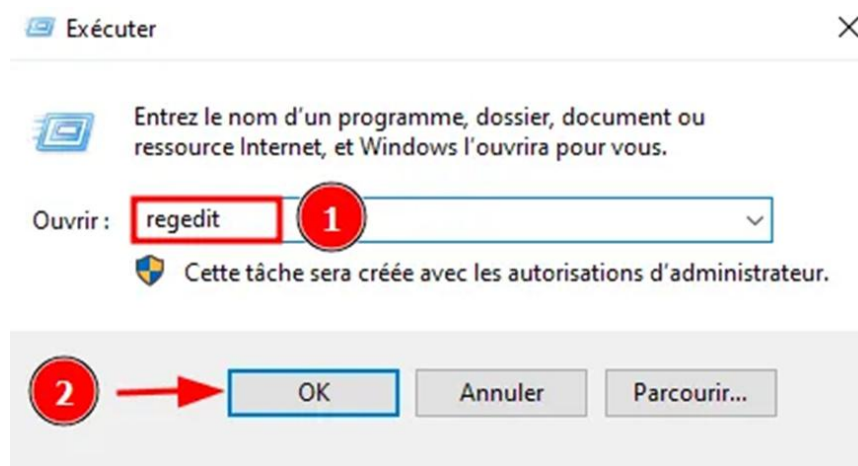 Exécuter
Entrez le nom d'un programme, dossier, document ou
ressource Internet, et Windows l'ouvrira pour vous.
Ouvrir : regedit 1
Cette tâche sera créée avec les autorisations d'administrateur.
2 OK Annuler Parcourir...